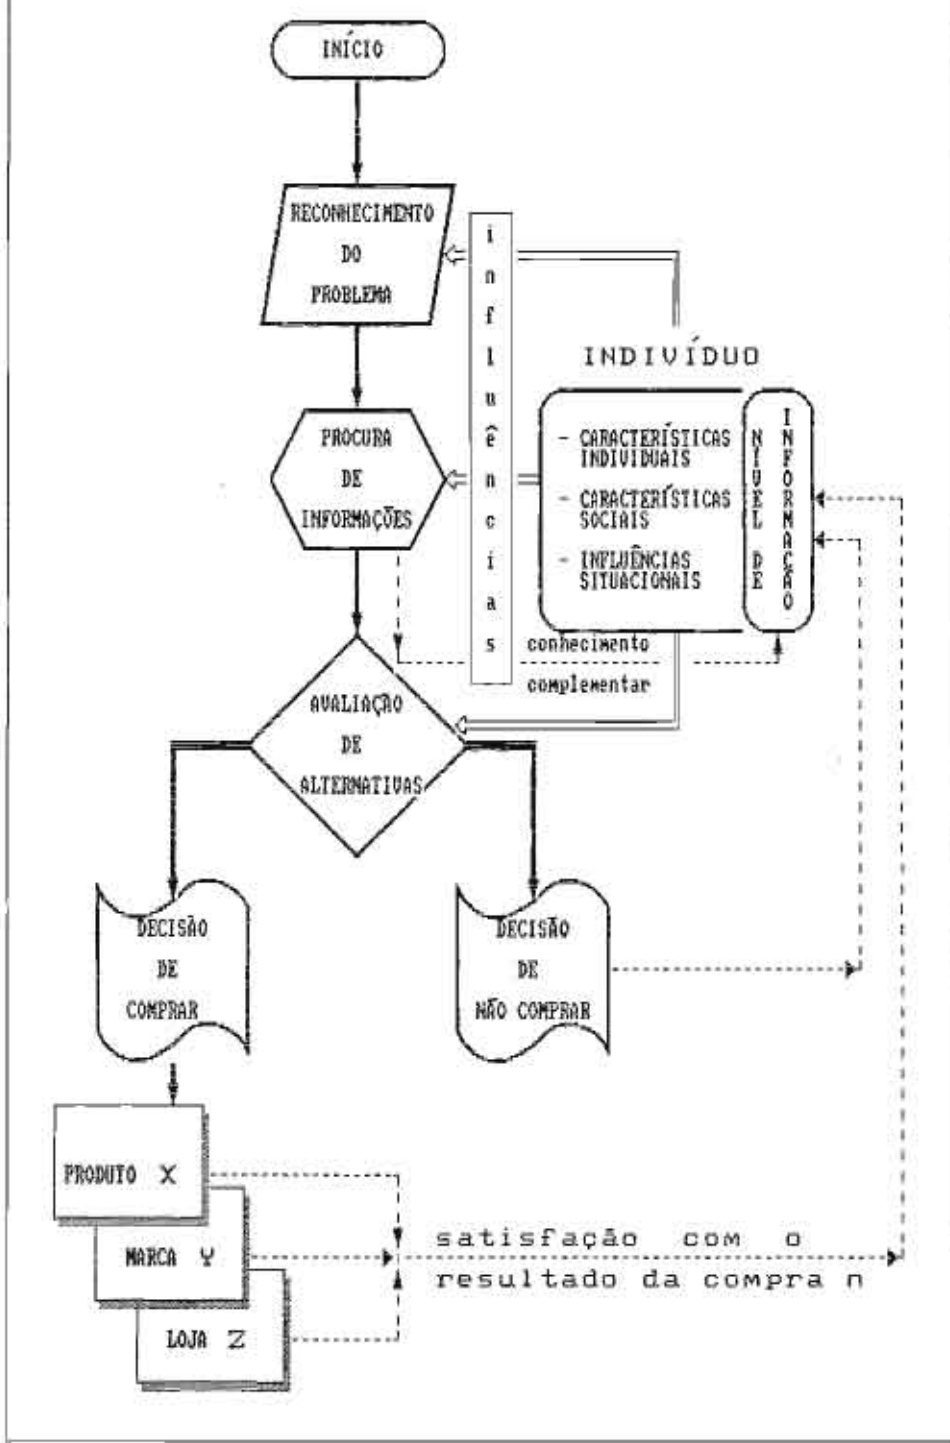 INÍCIO
RECONHECIMENTO
DO
PROBLEMA
influências
INDIVÍDUO
PROCURA
DE
INFORMAÇÕES
- CARACTERÍSTICAS
INDIVIDUAIS
- CARACTERÍSTICAS
SOCIAIS
- INFLUÊNCIAS
SITUACIONAIS
NÍVEL DE
INFORMAÇÃO
conhecimento
complementar
AVALIAÇÃO
DE
ALTERNATIVAS
DECISÃO
DE
COMPRAR
DECISÃO
DE
NÃO COMPRAR
PRODUTO X
MARCA Y
LOJA Z
satisfação com o
resultado da compra n